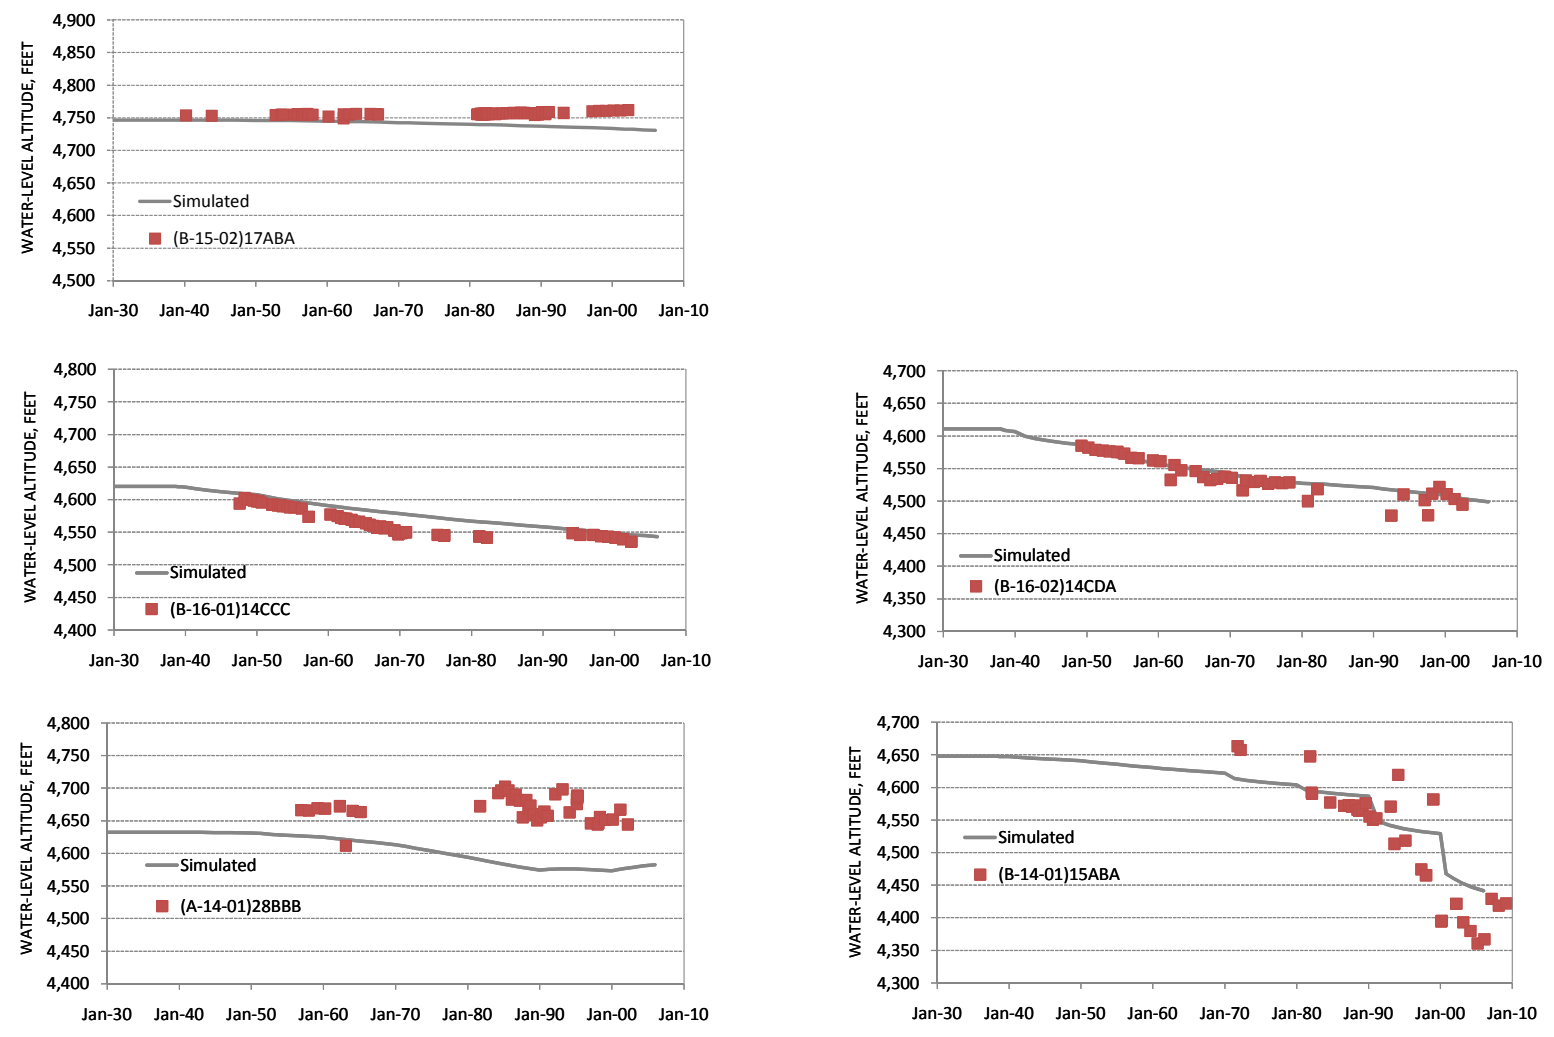 WATER-LEVEL ALTITUDE, FEET
4,900
4,850
4,800
4,750
4,700
4,650
4,600
4,550
4,500
Simulated
(B-15-02)17ABA
Jan-30 Jan-40 Jan-50 Jan-60 Jan-70 Jan-80 Jan-90 Jan-00 Jan-10
WATER-LEVEL ALTITUDE, FEET
4,800
4,750
4,700
4,650
4,600
4,550
4,500
4,450
4,400
Simulated
(B-16-01)14CCC
Jan-30 Jan-40 Jan-50 Jan-60 Jan-70 Jan-80 Jan-90 Jan-00 Jan-10
WATER-LEVEL ALTITUDE, FEET
4,700
4,650
4,600
4,550
4,500
4,450
4,400
4,350
4,300
Simulated
(B-16-02)14CDA
Jan-30 Jan-40 Jan-50 Jan-60 Jan-70 Jan-80 Jan-90 Jan-00 Jan-10
WATER-LEVEL ALTITUDE, FEET
4,800
4,750
4,700
4,650
4,600
4,550
4,500
4,450
4,400
Simulated
(A-14-01)28BBB
Jan-30 Jan-40 Jan-50 Jan-60 Jan-70 Jan-80 Jan-90 Jan-00 Jan-10
WATER-LEVEL ALTITUDE, FEET
4,700
4,650
4,600
4,550
4,500
4,450
4,400
4,350
4,300
Simulated
(B-14-01)15ABA
Jan-30 Jan-40 Jan-50 Jan-60 Jan-70 Jan-80 Jan-90 Jan-00 Jan-10